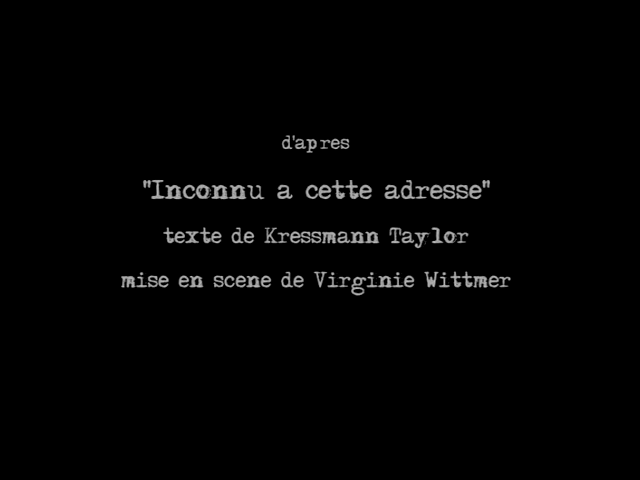 d'apres
"Inconnu a cette adresse"
texte de Kressmann Taylor
mise en scene de Virginie Wittmer